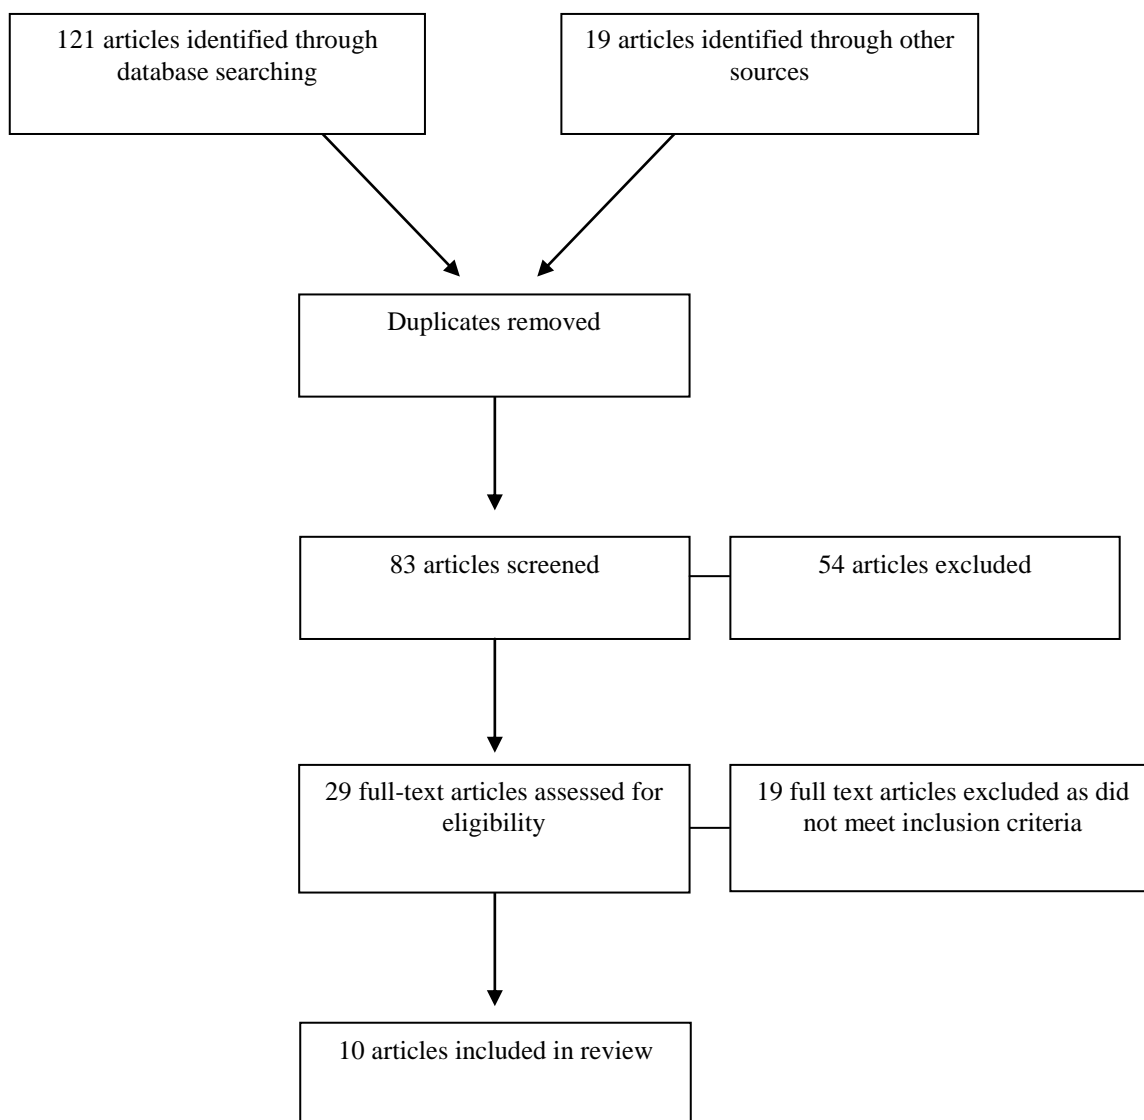 121 articles identified through
database searching
19 articles identified through other
sources
Duplicates removed
83 articles screened
54 articles excluded
29 full-text articles assessed for
eligibility
19 full text articles excluded as did
not meet inclusion criteria
10 articles included in review